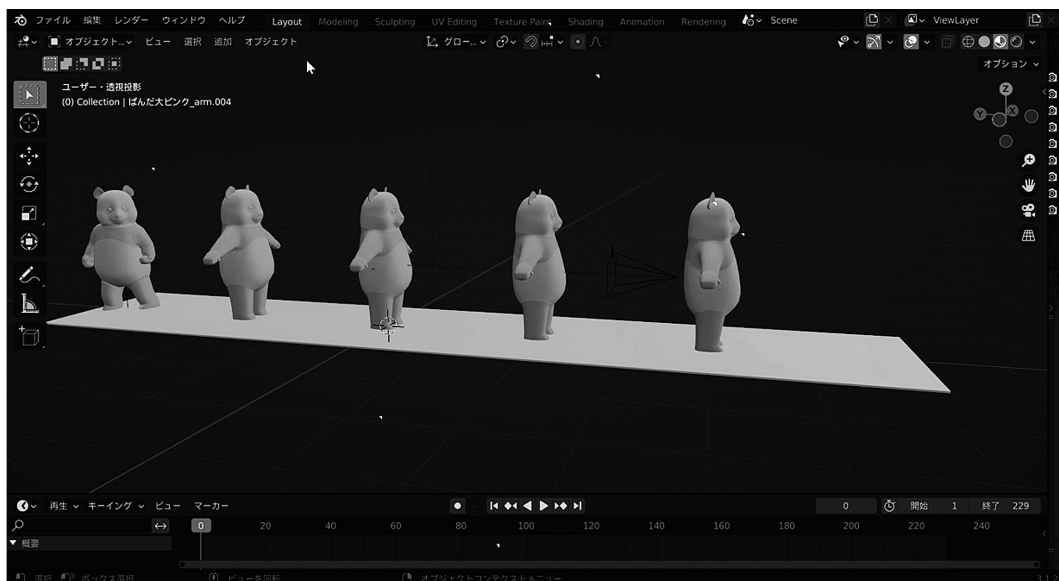 ファイル 編集 レンダー ウィンドウ ヘルプ Layout Modeling Sculpting UV Editing Texture Paint Shading Animation Rendering Scene ViewLayer
オブジェクト... ビュー 選択 追加 オブジェクト グロー...
オプション
ユーザー・透視投影
(0) Collection | ぱんだ大ピンク_arm.004
Z
Y X
再生 キーイング ビュー マーカー 0 開始 1 終了 229
0 20 40 60 80 100 120 140 160 180 200 220 240
概要
選択 ボックス選択 ビューを回転 オブジェクトコンテクストメニュー